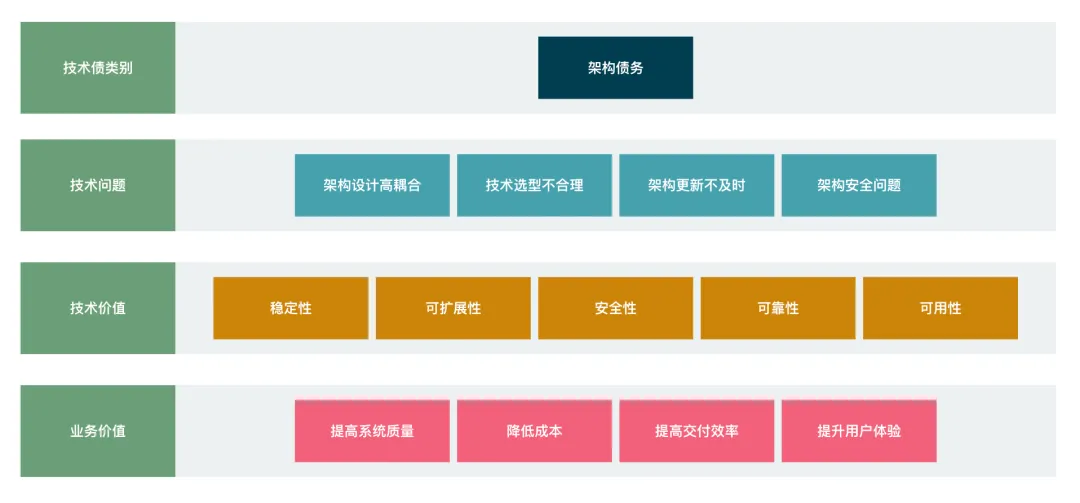 技术债类别
架构债务
技术问题
架构设计高耦合
技术选型不合理
架构更新不及时
架构安全问题
技术价值
稳定性
可扩展性
安全性
可靠性
可用性
业务价值
提高系统质量
降低成本
提高交付效率
提升用户体验